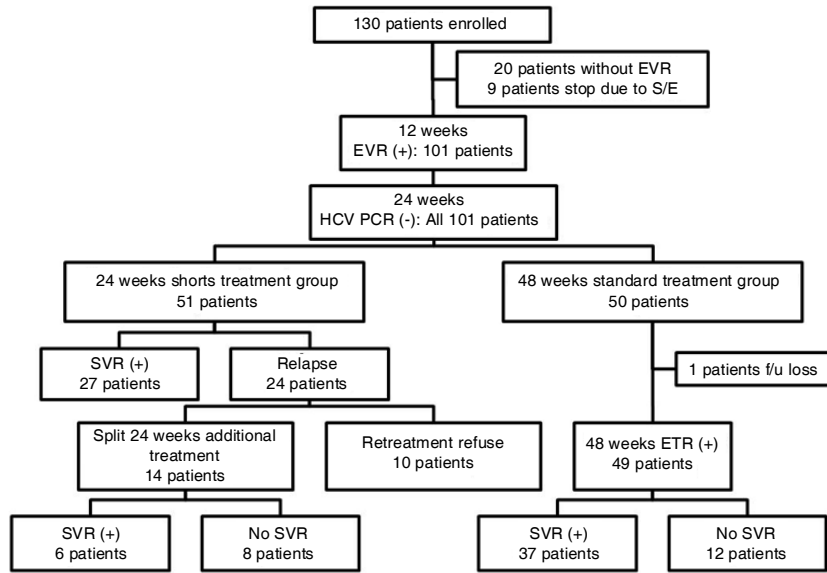 130 patients enrolled
20 patients without EVR
9 patients stop due to S/E
12 weeks
EVR (+): 101 patients
24 weeks
HCV PCR (-): All 101 patients
24 weeks shorts treatment group
51 patients
48 weeks standard treatment group
50 patients
SVR (+)
27 patients
Relapse
24 patients
1 patients f/u loss
Split 24 weeks additional
treatment
14 patients
Retreatment refuse
10 patients
48 weeks ETR (+)
49 patients
SVR (+)
6 patients
No SVR
8 patients
SVR (+)
37 patients
No SVR
12 patients